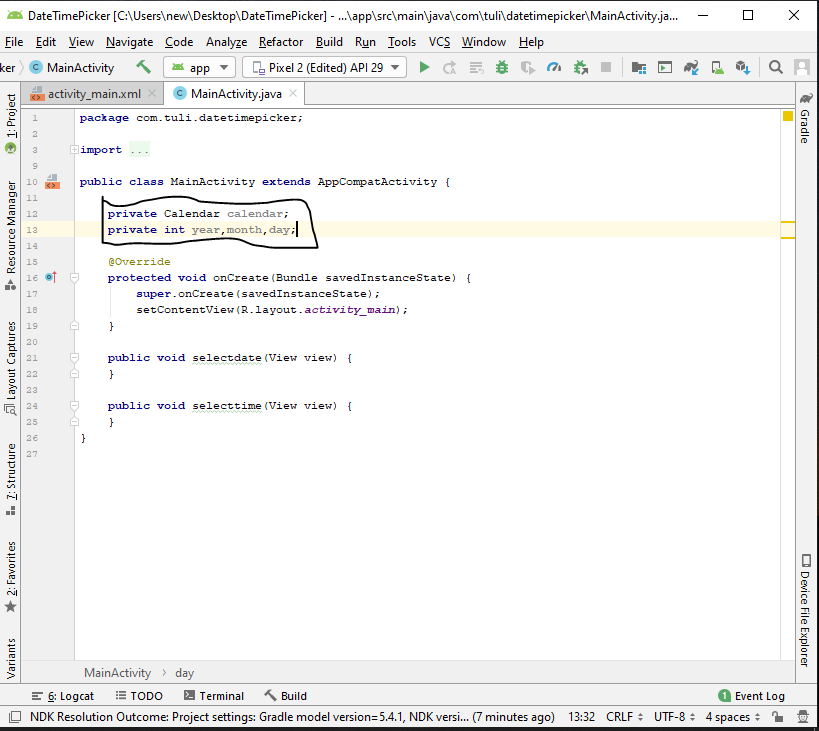 DateTimePicker [C:\Users\new\Desktop\DateTimePicker] - ...\app\src\main\java\com\tuli\datetimepicker\MainActivity.ja...
File Edit View Navigate Code Analyze Refactor Build Run Tools VCS Window Help
ker MainActivity app Pixel 2 (Edited) API 29
activity_main.xml MainActivity.java
1 package com.tuli.datetimepicker;
2
3 import ...
9
10 public class MainActivity extends AppCompatActivity {
11
12 private Calendar calendar;
13 private int year,month,day;
14
15 @Override
16 protected void onCreate(Bundle savedInstanceState) {
17 super.onCreate(savedInstanceState);
18 setContentView(R.layout.activity_main);
19 }
20
21 public void selectdate(View view) {
22 }
23
24 public void selecttime(View view) {
25 }
26 }
27
1: Project
Resource Manager
Layout Captures
7: Structure
2: Favorites
Variants
Gradle
Device File Explorer
MainActivity day
6: Logcat TODO Terminal Build 1 Event Log
NDK Resolution Outcome: Project settings: Gradle model version=5.4.1, NDK versi... (7 minutes ago) 13:32 CRLF UTF-8 4 spaces